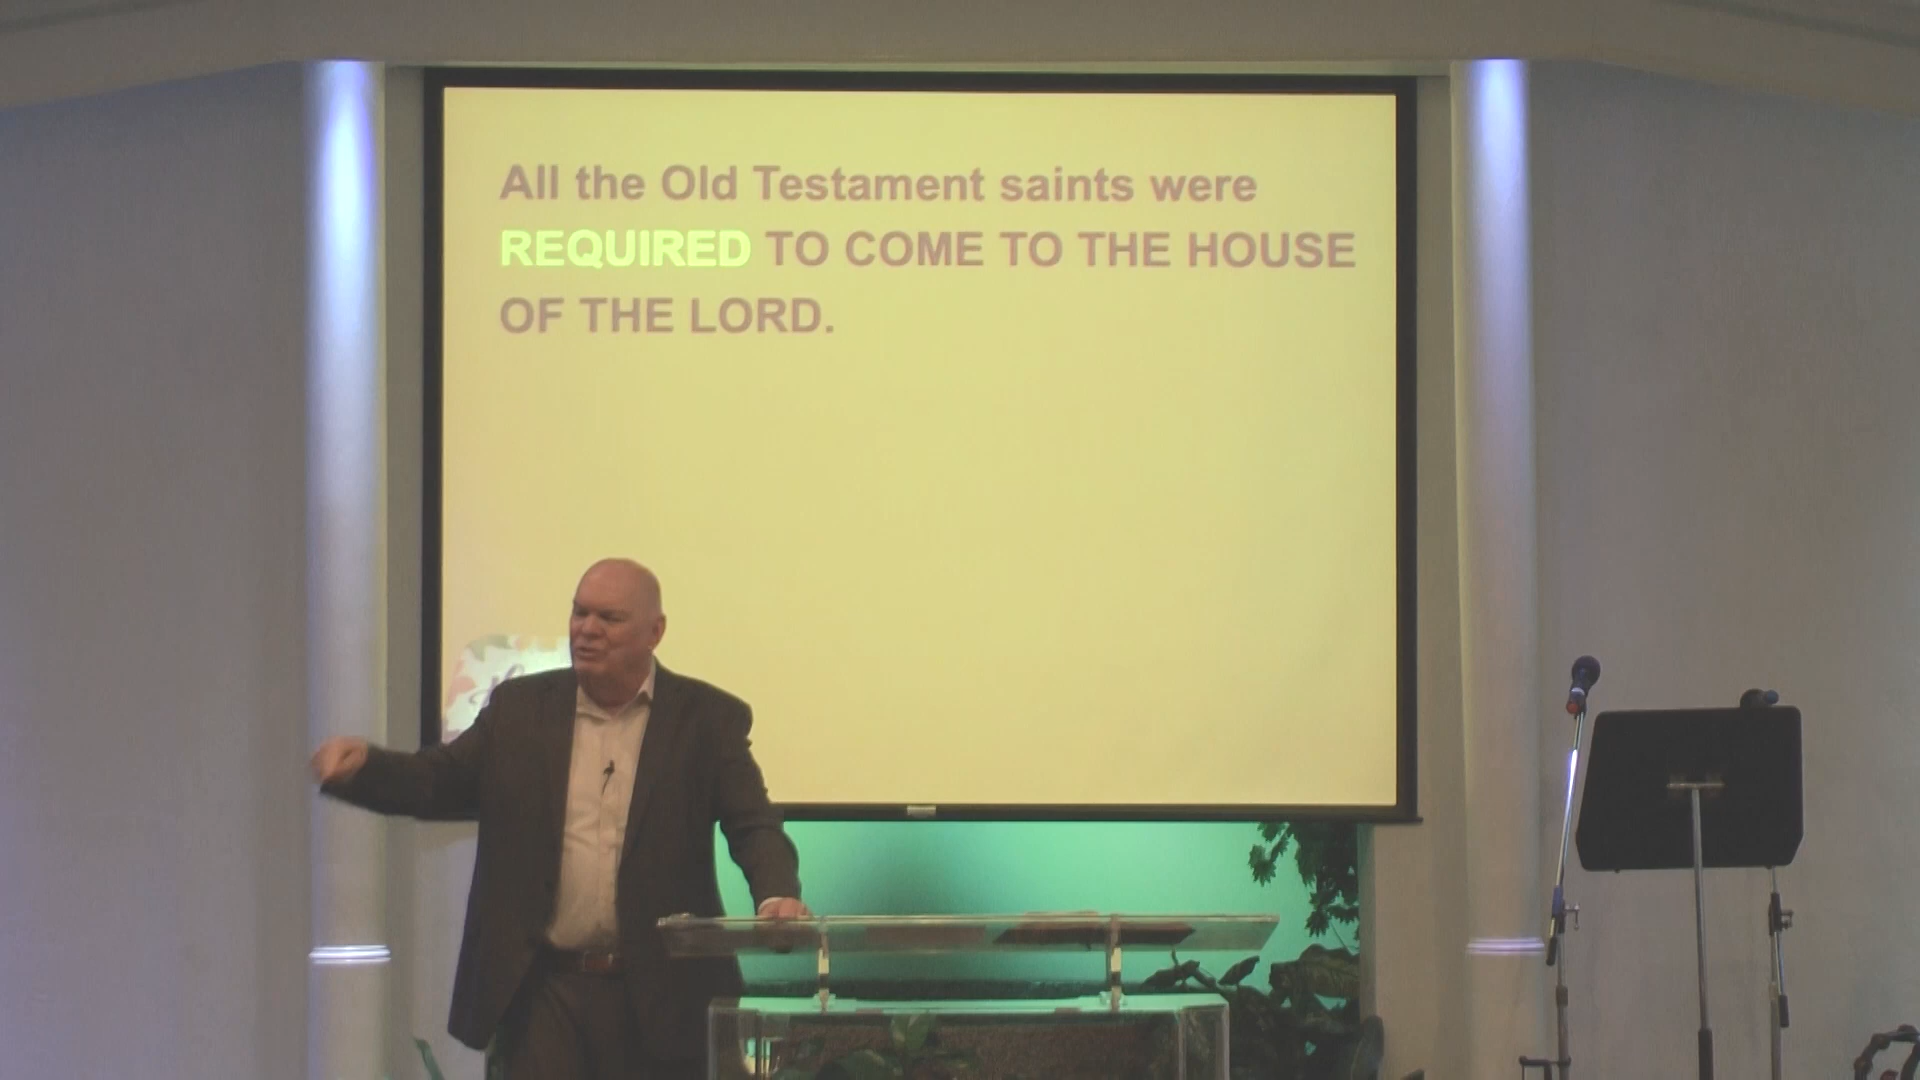 All the Old Testament saints were
REQUIRED TO COME TO THE HOUSE
OF THE LORD.